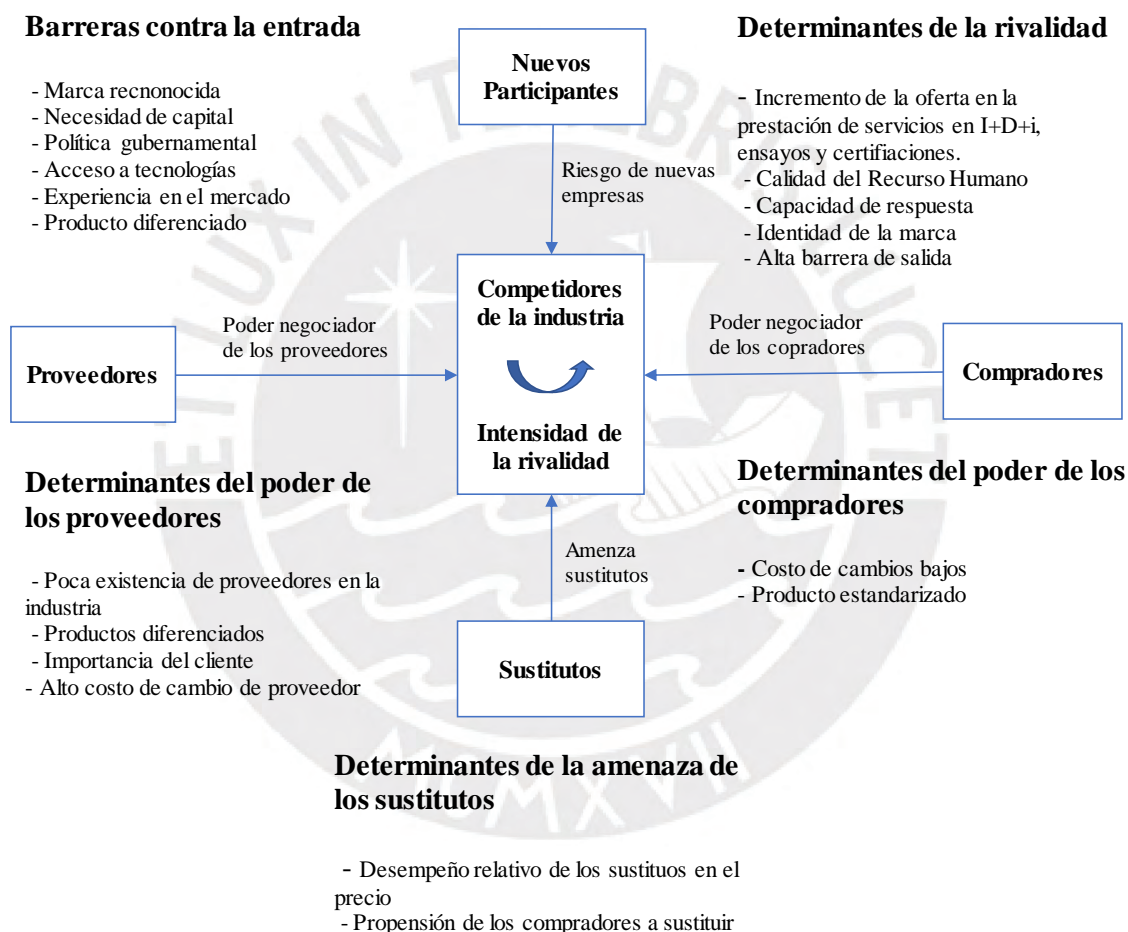 Barreras contra la entrada
- Marca recnonocida
- Necesidad de capital
- Política gubernamental
- Acceso a tecnologías
- Experiencia en el mercado
- Producto diferenciado
Nuevos
Participantes
Riesgo de nuevas
empresas
Determinantes de la rivalidad
- Incremento de la oferta en la
prestación de servicios en I+D+i,
ensayos y certifiaciones.
- Calidad del Recurso Humano
- Capacidad de respuesta
- Identidad de la marca
- Alta barrera de salida
Proveedores
Poder negociador
de los proveedores
Competidores
de la industria
Intensidad de
la rivalidad
Poder negociador
de los copradores
Compradores
Determinantes del poder de
los proveedores
- Poca existencia de proveedores en la
industria
- Productos diferenciados
- Importancia del cliente
- Alto costo de cambio de proveedor
Amenza
sustitutos
Sustitutos
Determinantes del poder de los
compradores
- Costo de cambios bajos
- Producto estandarizado
Determinantes de la amenaza de
los sustitutos
- Desempeño relativo de los sustituos en el
precio
- Propensión de los compradores a sustituir
ET LUX IN TENEBRIS LUCET
MCMXVII